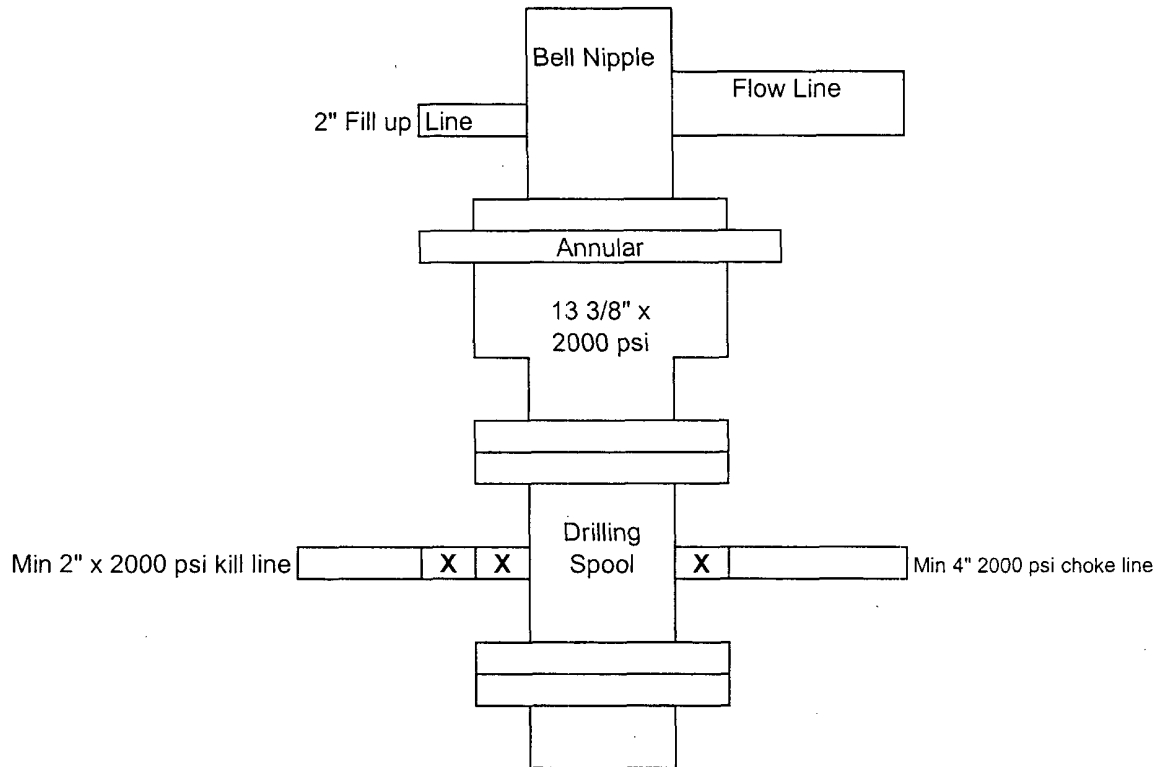 Bell Nipple
Flow Line
2" Fill up Line
Annular
13 3/8" x
2000 psi
Drilling
Spool
Min 2" x 2000 psi kill line
X X
X
Min 4" 2000 psi choke line